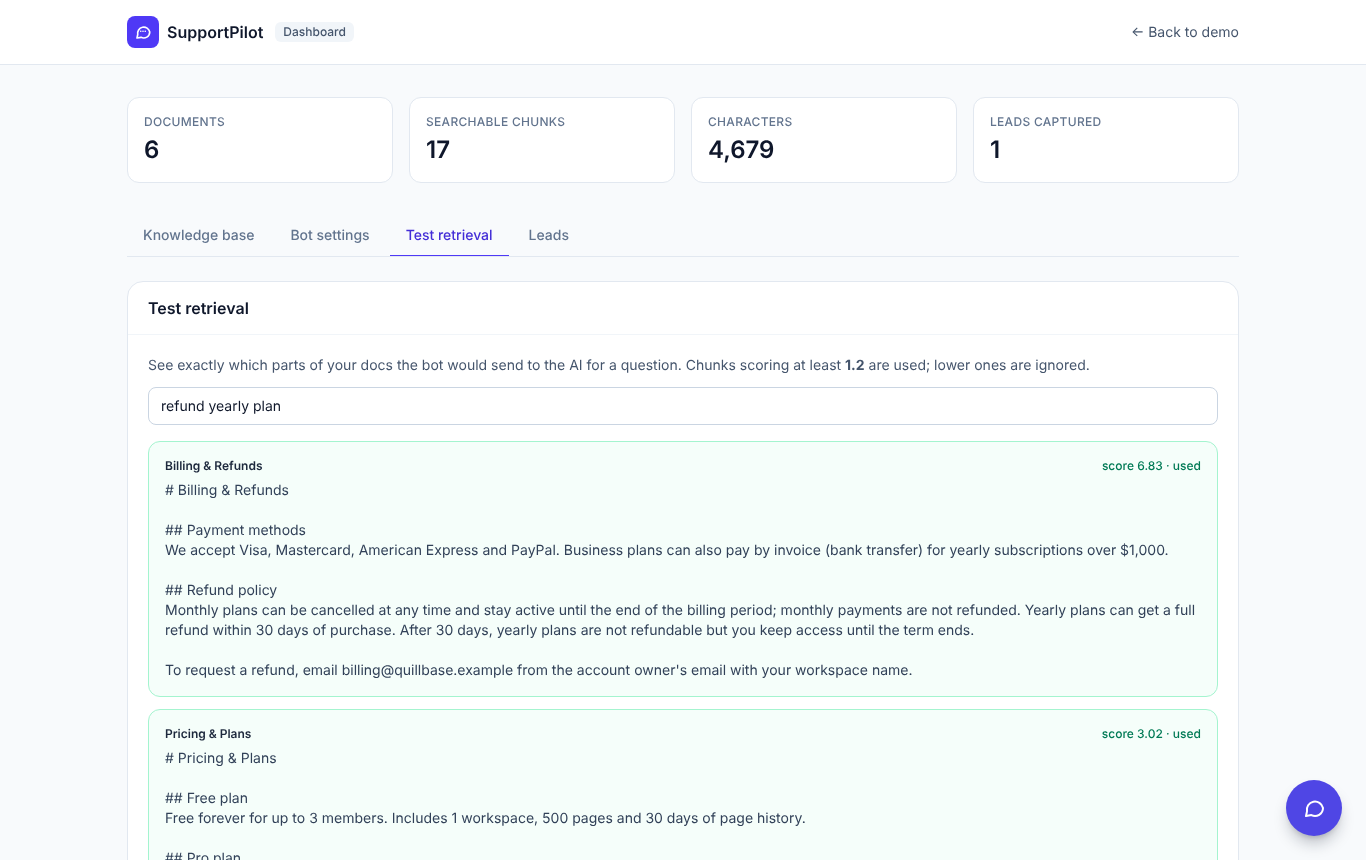 SupportPilot
Dashboard
← Back to demo
DOCUMENTS
6
SEARCHABLE CHUNKS
17
CHARACTERS
4,679
LEADS CAPTURED
1
Knowledge base
Bot settings
Test retrieval
Leads
Test retrieval
See exactly which parts of your docs the bot would send to the AI for a question. Chunks scoring at least 1.2 are used; lower ones are ignored.
refund yearly plan
Billing & Refunds
score 6.83 · used
# Billing & Refunds
## Payment methods
We accept Visa, Mastercard, American Express and PayPal. Business plans can also pay by invoice (bank transfer) for yearly subscriptions over $1,000.
## Refund policy
Monthly plans can be cancelled at any time and stay active until the end of the billing period; monthly payments are not refunded. Yearly plans can get a full
refund within 30 days of purchase. After 30 days, yearly plans are not refundable but you keep access until the term ends.
To request a refund, email billing@quillbase.example from the account owner's email with your workspace name.
Pricing & Plans
score 3.02 · used
# Pricing & Plans
## Free plan
Free forever for up to 3 members. Includes 1 workspace, 500 pages and 30 days of page history.
## Pro plan